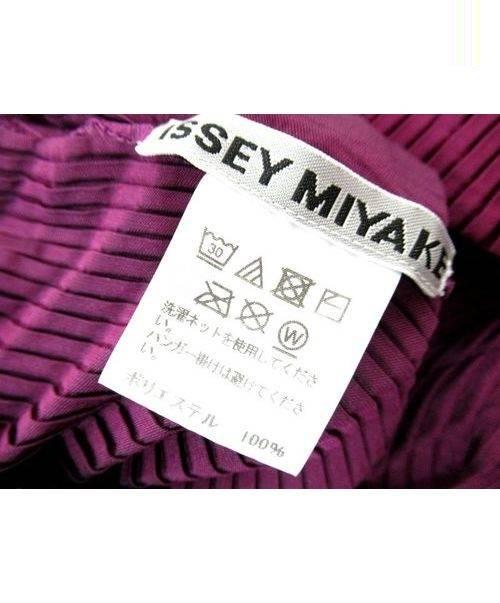 ISSEY MIYAKE
30
W
洗濯ネットを使用してくださ
い。
ハンガー掛けは避けてくださ
い。
ポリエステル 100%